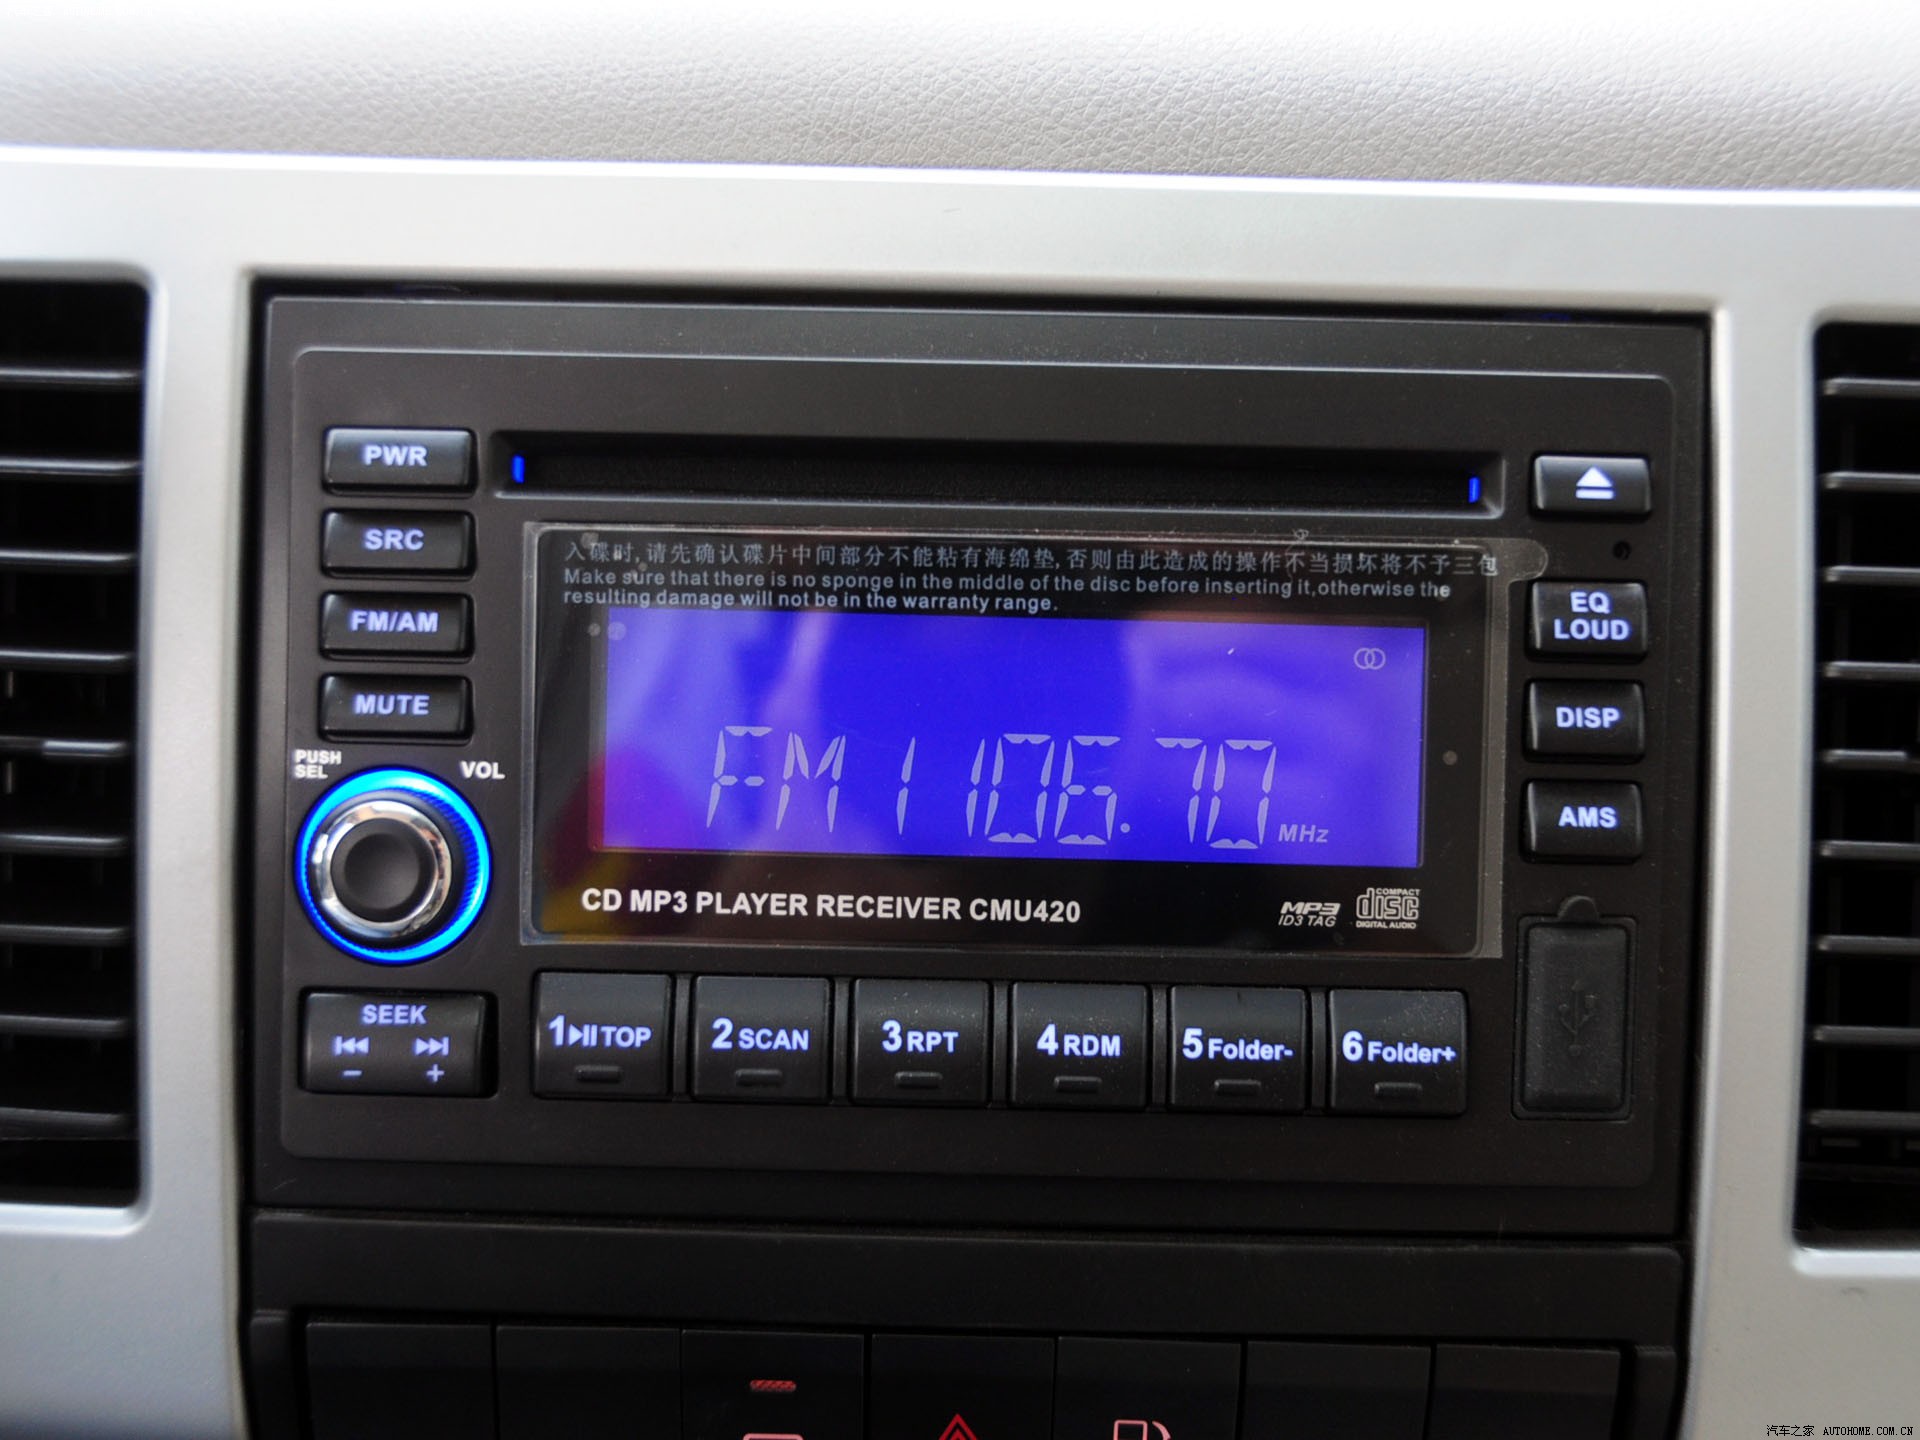 PWR
SRC
FM/AM
MUTE
PUSH
SEL
VOL
SEEK
入碟时,请先确认碟片中间部分不能粘有海绵垫,否则由此造成的操作不当损坏将不予三包
Make sure that there is no sponge in the middle of the disc before inserting it,otherwise the
resulting damage will not be in the warranty range.
FM1 106.70 MHz
CD MP3 PLAYER RECEIVER CMU420
MP3
ID3 TAG
COMPACT
disc
DIGITAL AUDIO
EQ
LOUD
DISP
AMS
1 TOP
2 SCAN
3 RPT
4 RDM
5 Folder-
6 Folder+
汽车之家 AUTOHOME.COM.CN